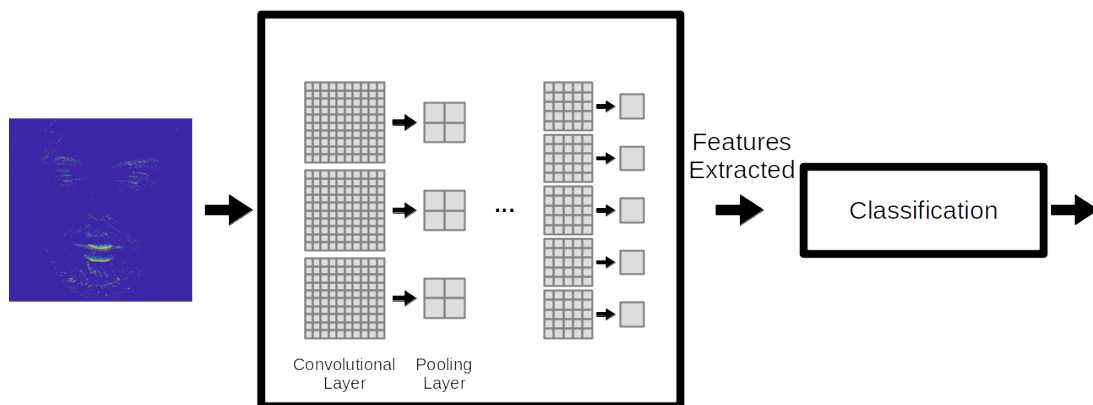 Convolutional
Layer
Pooling
Layer
...
Features
Extracted
Classification